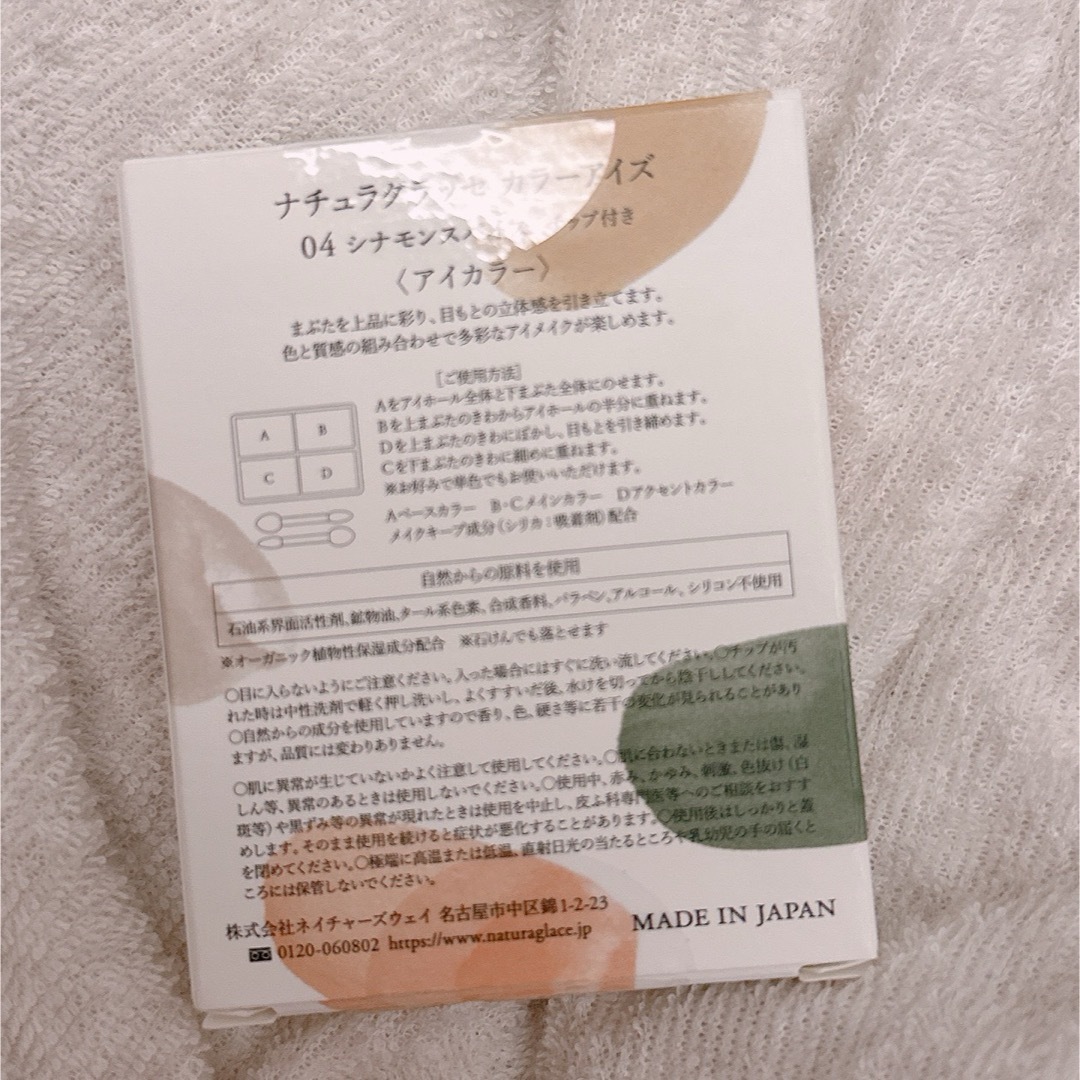 ナチュラグラッセ カラーアイズ
04 シナモンス チップ付き
〈アイカラー〉
まぶたを上品に彩り、目もとの立体感を引き立てます。
色と質感の組み合わせで多彩なアイメイクが楽しめます。
[ご使用方法]
Aをアイホール全体と下まぶた全体にのせます。
Bを上まぶたのきわからアイホールの半分に重ねます。
Dを上まぶたのきわにぼかし、目もとを引き締めます。
Cを下まぶたのきわに細めに重ねます。
※お好みで単色でもお使いいただけます。
A B
C D
Aベースカラー B・Cメインカラー Dアクセントカラー
メイクキープ成分(シリカ:吸着剤)配合
自然からの原料を使用
石油系界面活性剤、鉱物油、タール系色素、合成香料、パラベン、アルコール、シリコン不使用
※オーガニック植物性保湿成分配合 ※石けんでも落とせます
○目に入らないようにご注意ください。入った場合にはすぐに洗い流してください。○チップが汚
れた時は中性洗剤で軽く押し洗いし、よくすすいだ後、水けを切ってから陰干ししてください。
○自然からの成分を使用していますので香り、色、硬さ等に若干の変化が見られることがあり
ますが、品質には変わりありません。
○肌に異常が生じていないかよく注意して使用してください。○肌に合わないときまたは傷、湿
しん等、異常のあるときは使用しないでください。○使用中、赤み、かゆみ、刺激、色抜け(白
斑等)や黒ずみ等の異常が現れたときは使用を中止し、皮ふ科専門医等へのご相談をおすす
めします。そのまま使用を続けると症状が悪化することがあります。○使用後はしっかりと蓋
を閉めてください。○極端に高温または低温、直射日光の当たるところや乳幼児の手の届くと
ころには保管しないでください。
株式会社ネイチャーズウェイ 名古屋市中区錦1-2-23
0120-060802 https://www.naturaglace.jp
MADE IN JAPAN